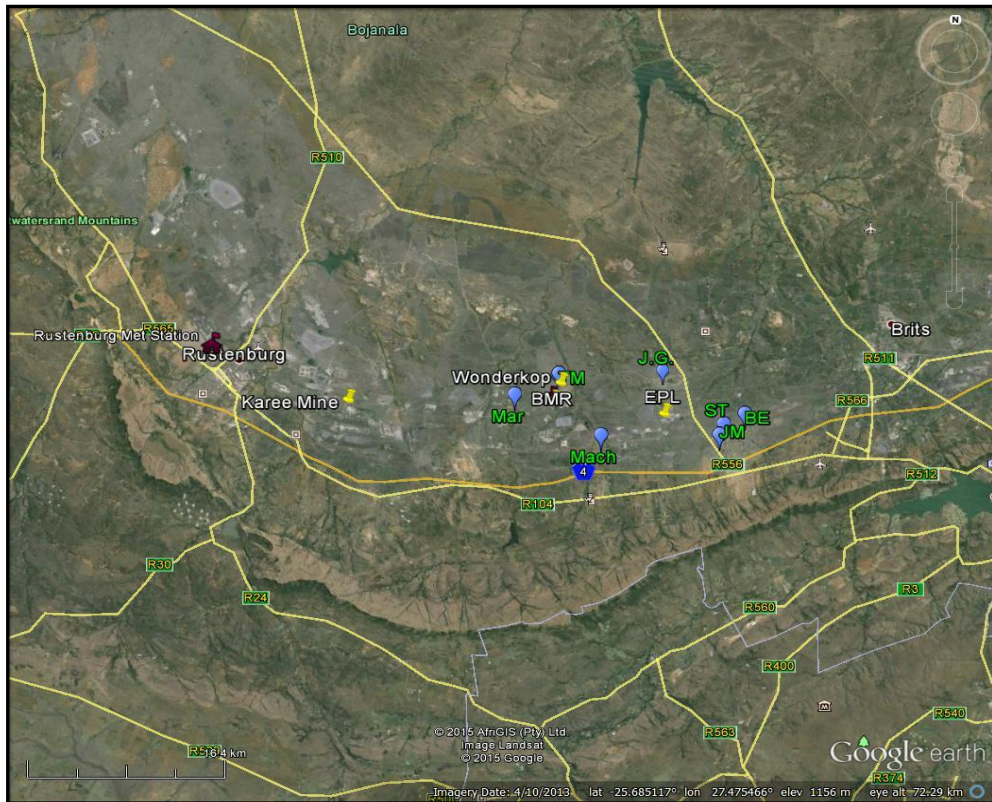 Bojanala
N
R510
twatersrand Mountains
Rustenburg Met Station
R565
Rustenburg
Brits
R511
J.G.
Wonderkop
M
Karee Mine
BMR
EPL
R566
Mar
ST
BE
JM
Mach
R556
4
R512
R104
R30
R24
R3
R560
R400
R563
R540
R374
16.4 km
© 2015 AfriGIS (Pty) Ltd.
Image Landsat
© 2015 Google
Google earth
Imagery Date: 4/10/2013 lat -25.685117° lon 27.475466° elev 1156 m eye alt 72.29 km